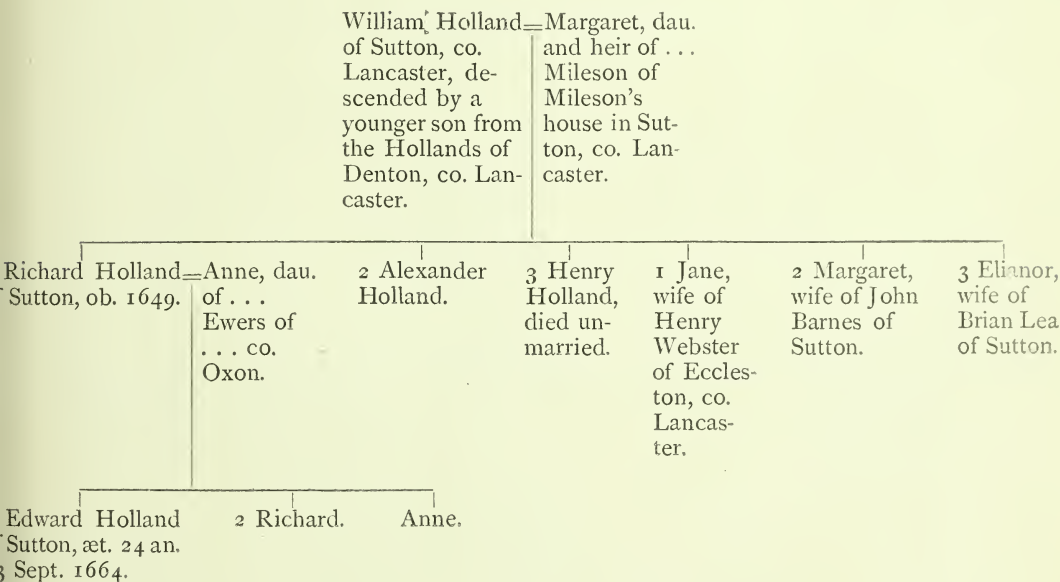 William Holland=Margaret, dau.
of Sutton, co. and heir of ...
Lancaster, de- Mileson of
scended by a Mileson's
younger son from house in Sut-
the Hollands of ton, co. Lan-
Denton, co. Lan- caster.
caster.
Richard Holland=Anne, dau.
Sutton, ob. 1649. of ...
Ewers of
... co.
Oxon.
2 Alexander
Holland.
3 Henry
Holland,
died un-
married.
1 Jane,
wife of
Henry
Webster
of Eccles-
ton, co.
Lancas-
ter.
2 Margaret,
wife of John
Barnes of
Sutton.
3 Elianor,
wife of
Brian Lea
of Sutton.
Edward Holland
Sutton, æt. 24 an.
3 Sept. 1664.
2 Richard.
Anne.